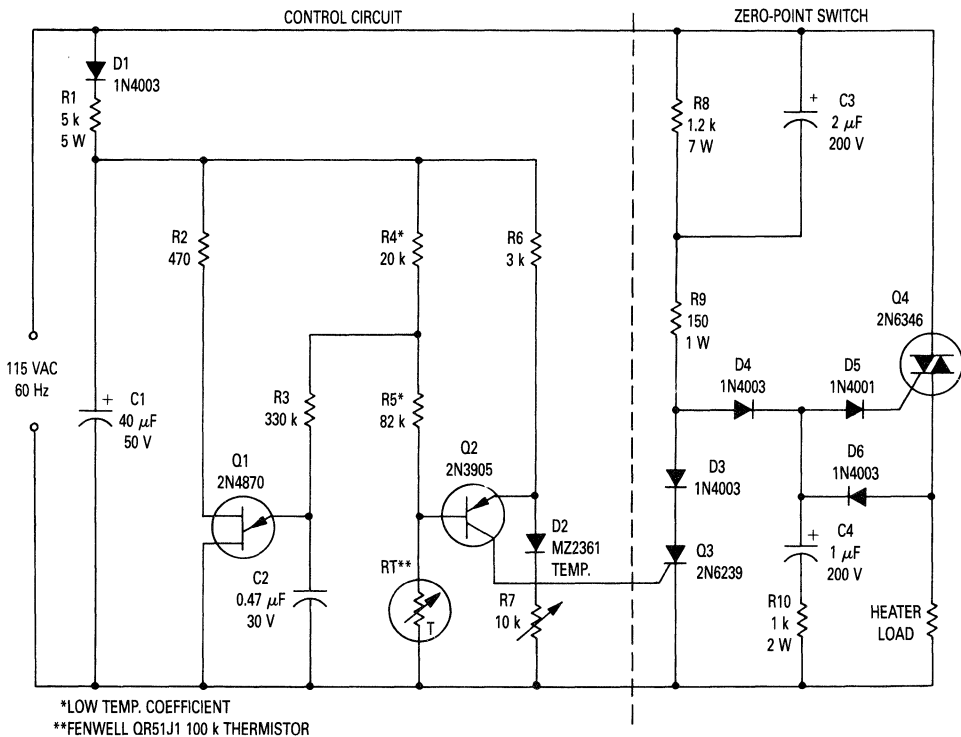 CONTROL CIRCUIT
ZERO-POINT SWITCH
D1
1N4003
R1
5 k
5 W
R8
1.2 k
7 W
+
C3
2 μF
200 V
R2
470
R4*
20 k
R6
3 k
R9
150
1 W
Q4
2N6346
115 VAC
60 Hz
+
C1
40 μF
50 V
R3
330 k
R5*
82 k
D4
1N4003
D5
1N4001
Q1
2N4870
Q2
2N3905
D3
1N4003
D6
1N4003
D2
MZ2361
TEMP.
Q3
2N6239
+
C4
1 μF
200 V
C2
0.47 μF
30 V
RT**
T
R7
10 k
R10
1 k
2 W
HEATER
LOAD
*LOW TEMP. COEFFICIENT
**FENWELL QR51J1 100 k THERMISTOR